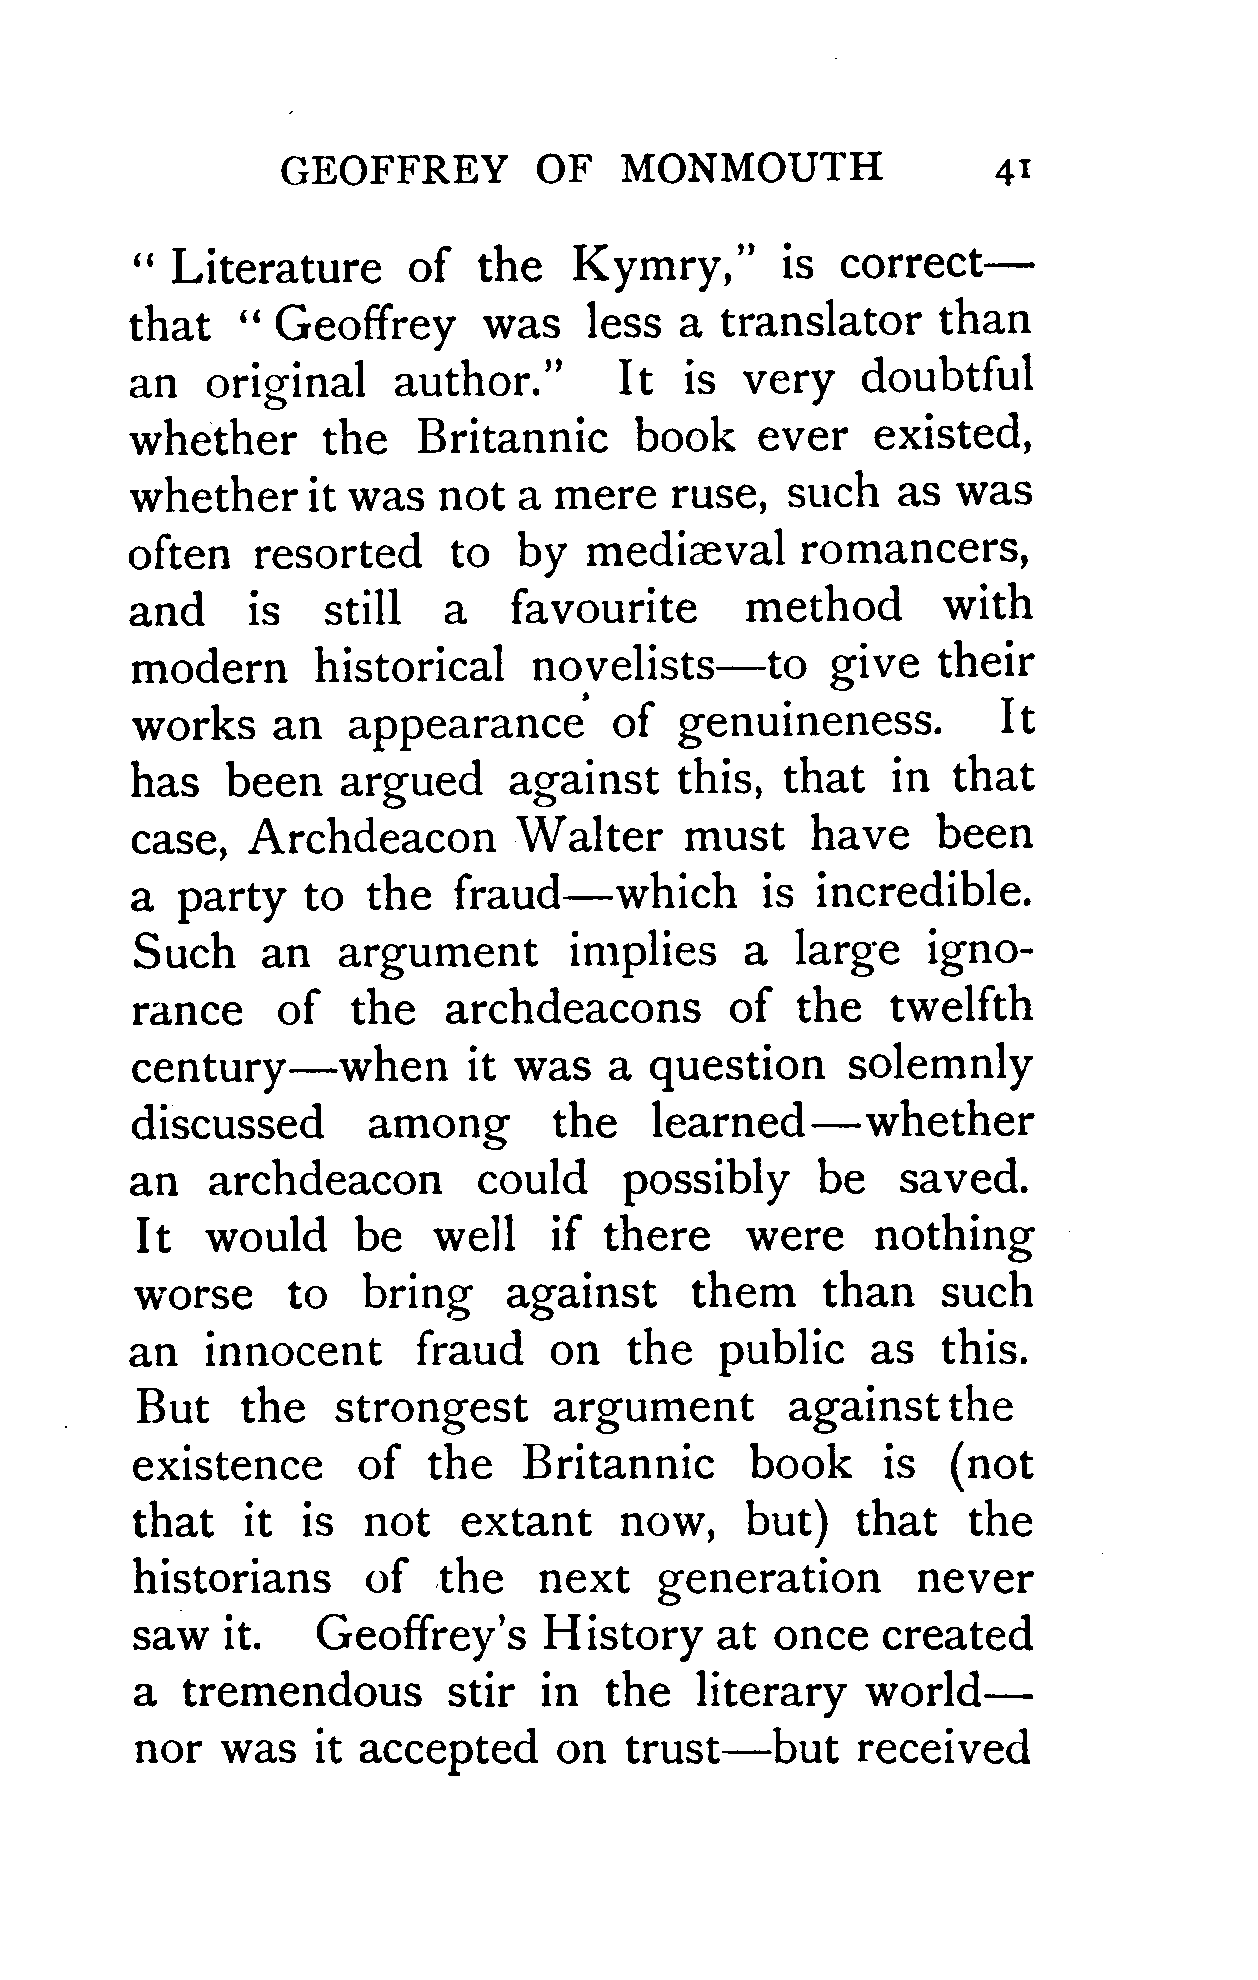 GEOFFREY OF MONMOUTH 41
“ Literature of the Kymry,” is correct—
that “ Geoffrey was less a translator than
an original author.” It is very doubtful
whether the Britannic book ever existed,
whether it was not a mere ruse, such as was
often resorted to by mediæval romancers,
and is still a favourite method with
modern historical novelists—to give their
works an appearance of genuineness. It
has been argued against this, that in that
case, Archdeacon Walter must have been
a party to the fraud—which is incredible.
Such an argument implies a large igno-
rance of the archdeacons of the twelfth
century—when it was a question solemnly
discussed among the learned—whether
an archdeacon could possibly be saved.
It would be well if there were nothing
worse to bring against them than such
an innocent fraud on the public as this.
But the strongest argument against the
existence of the Britannic book is (not
that it is not extant now, but) that the
historians of the next generation never
saw it. Geoffrey's History at once created
a tremendous stir in the literary world—
nor was it accepted on trust—but received